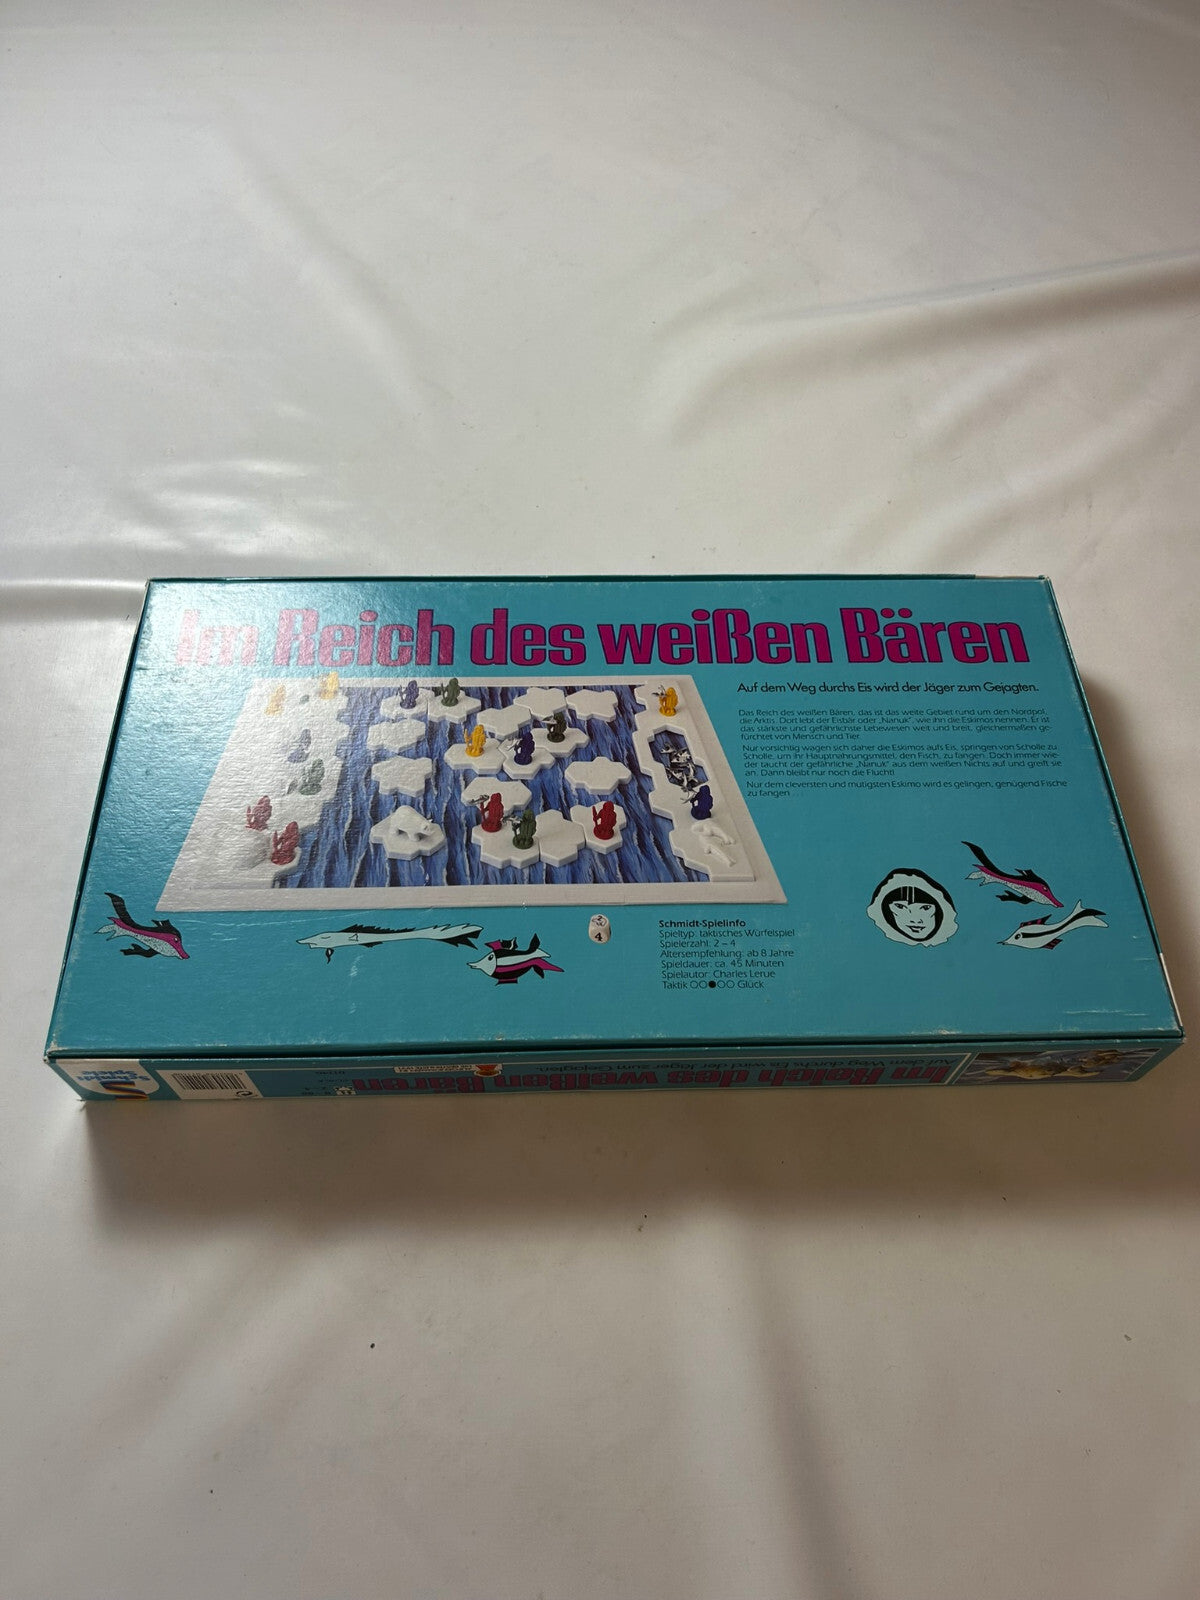 Im Reich des weißen Bären
Auf dem Weg durchs Eis wird der Jäger zum Gejagten.
Das Reich des weißen Bären, das ist das weite Gebiet rund um den Nordpol,
die Arktis. Dort lebt der Eisbär oder „Nanuk“, wie ihn die Eskimos nennen. Er ist
das stärkste und gefährlichste Lebewesen weit und breit, gleichermaßen ge-
fürchtet von Mensch und Tier.
Nur vorsichtig wagen sich daher die Eskimos aufs Eis, springen von Scholle zu
Scholle, um ihr Hauptnahrungsmittel, den Fisch, zu fangen. Doch immer wie-
der taucht der gefährliche „Nanuk“ aus dem weißen Nichts auf und greift sie
an. Dann bleibt nur noch die Flucht!
Nur dem cleversten und mutigsten Eskimo wird es gelingen, genügend Fische
zu fangen . . .
4
Schmidt-Spielinfo
Spieltyp: taktisches Würfelspiel
Spielerzahl: 2 – 4
Altersempfehlung: ab 8 Jahre
Spieldauer: ca. 45 Minuten
Spielautor: Charles Lerue
Taktik ○○●○○ Glück
Im Reich des weißen Bären
Auf dem Weg durchs Eis wird der Jäger zum Gejagten.
Schmidt
Spiele